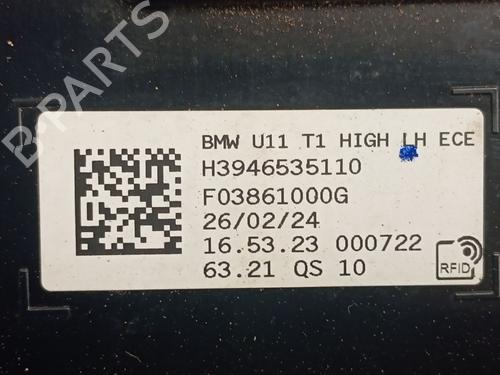 BMW U11 T1 HIGH LH ECE
H3946535110
F03861000G
26/02/24
16.53.23 000722
63.21 QS 10
RFID
B-PARTS